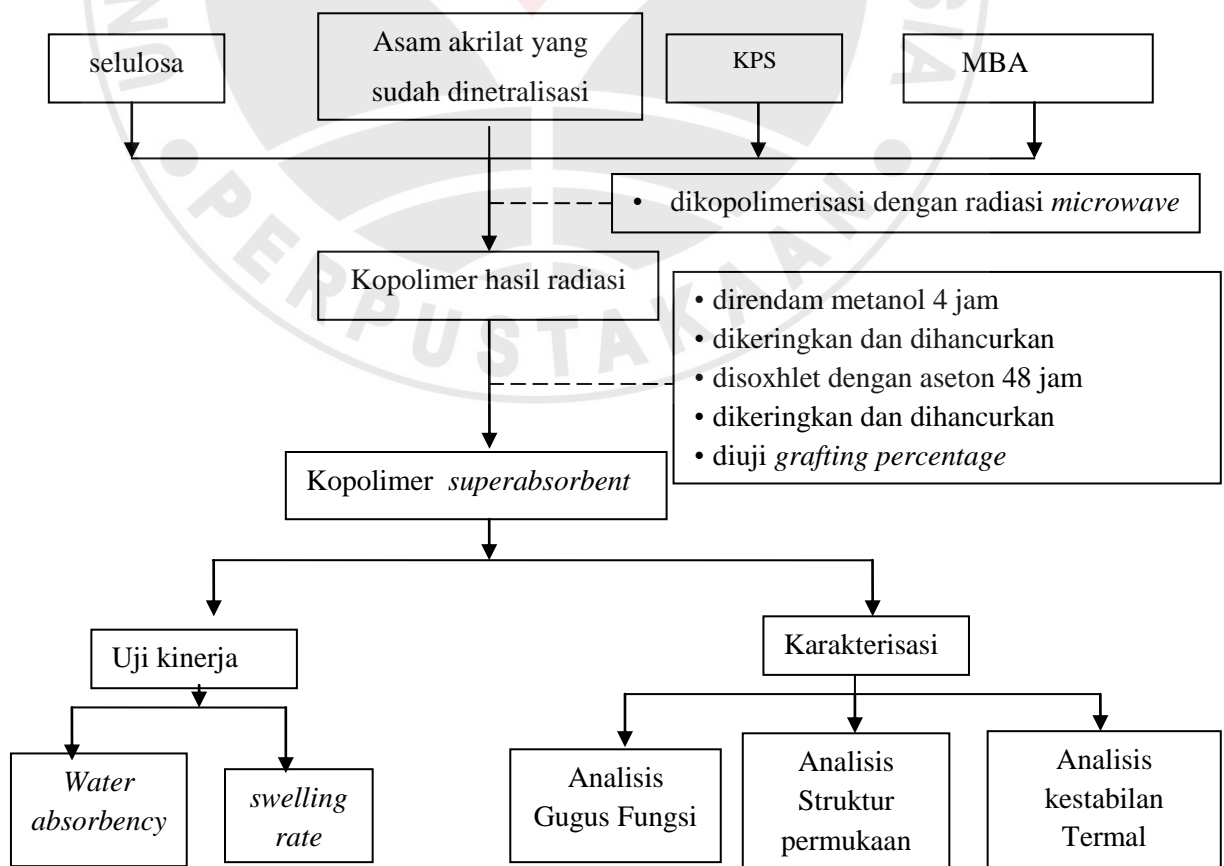 selulosa
Asam akrilat yang
sudah dinetralisasi
KPS
MBA
• dikopolimerisasi dengan radiasi microwave
Kopolimer hasil radiasi
• direndam metanol 4 jam
• dikeringkan dan dihancurkan
• disoxhlet dengan aseton 48 jam
• dikeringkan dan dihancurkan
• diuji grafting percentage
Kopolimer superabsorbent
Uji kinerja
Karakterisasi
Water
absorbency
swelling
rate
Analisis
Gugus Fungsi
Analisis
Struktur
permukaan
Analisis
kestabilan
Termal
PERPUSTAKAAN